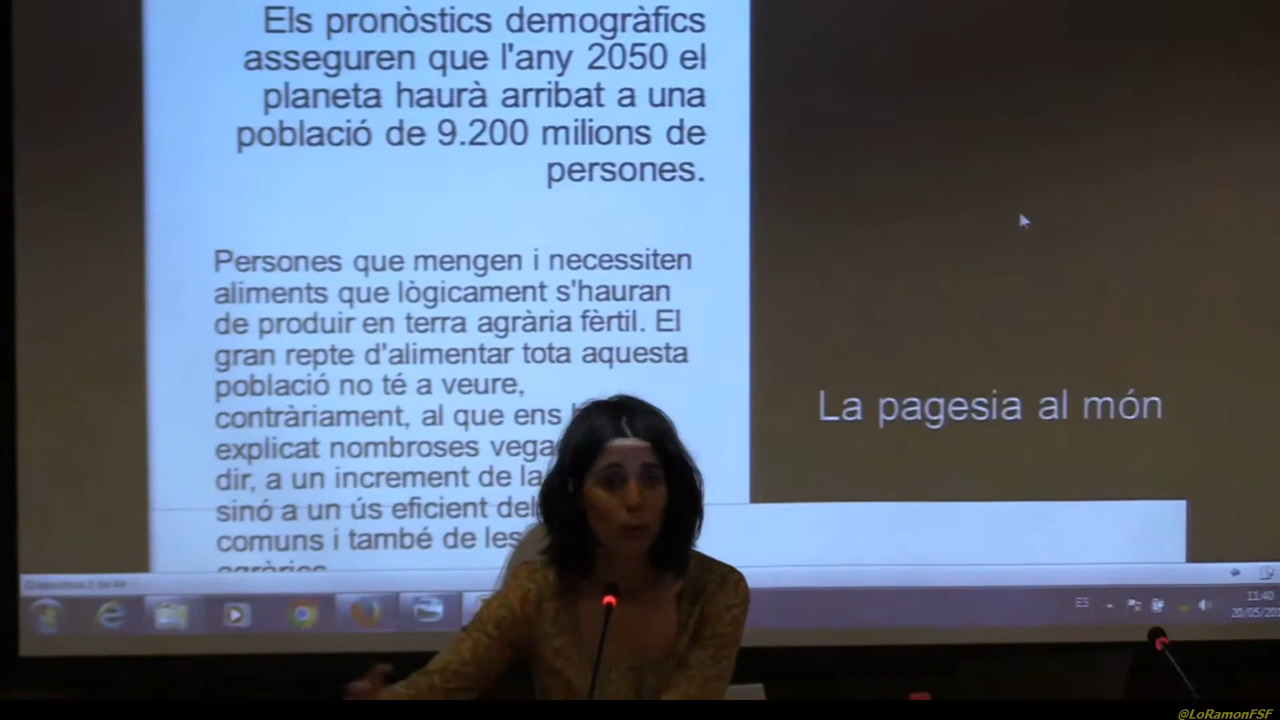 Els pronòstics demogràfics
asseguren que l'any 2050 el
planeta haurà arribat a una
població de 9.200 milions de
persones.
Persones que mengen i necessiten
aliments que lògicament s'hauran
de produir en terra agrària fèrtil. El
gran repte d'alimentar tota aquesta
població no té a veure,
contràriament, al que ens
explicat nombroses
dir, a un increment de la
sinó a un ús eficient
comuns i també de les
La pagesia al món
ES
11:40
@LoRamonFSF